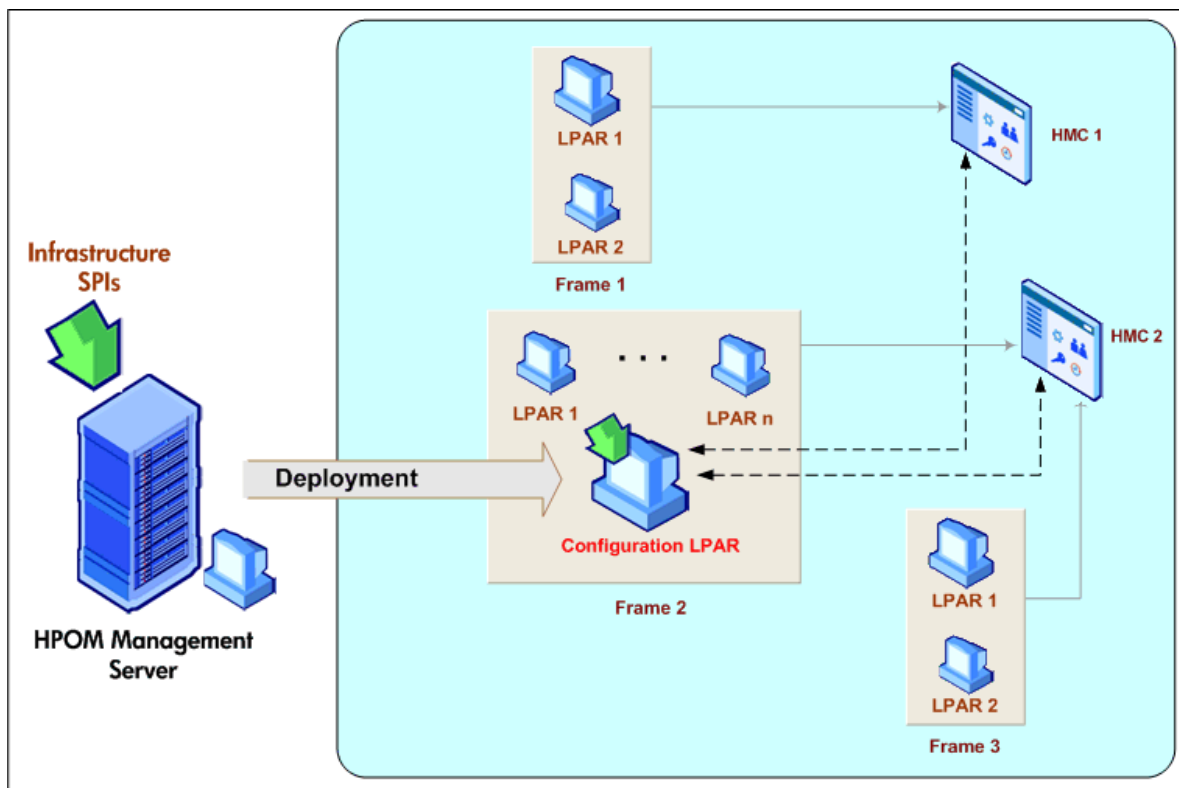 Infrastructure
SPIs
HPOM Management
Server
Deployment
LPAR 1
LPAR 2
Frame 1
HMC 1
LPAR 1
. . .
LPAR n
Configuration LPAR
Frame 2
HMC 2
LPAR 1
LPAR 2
Frame 3